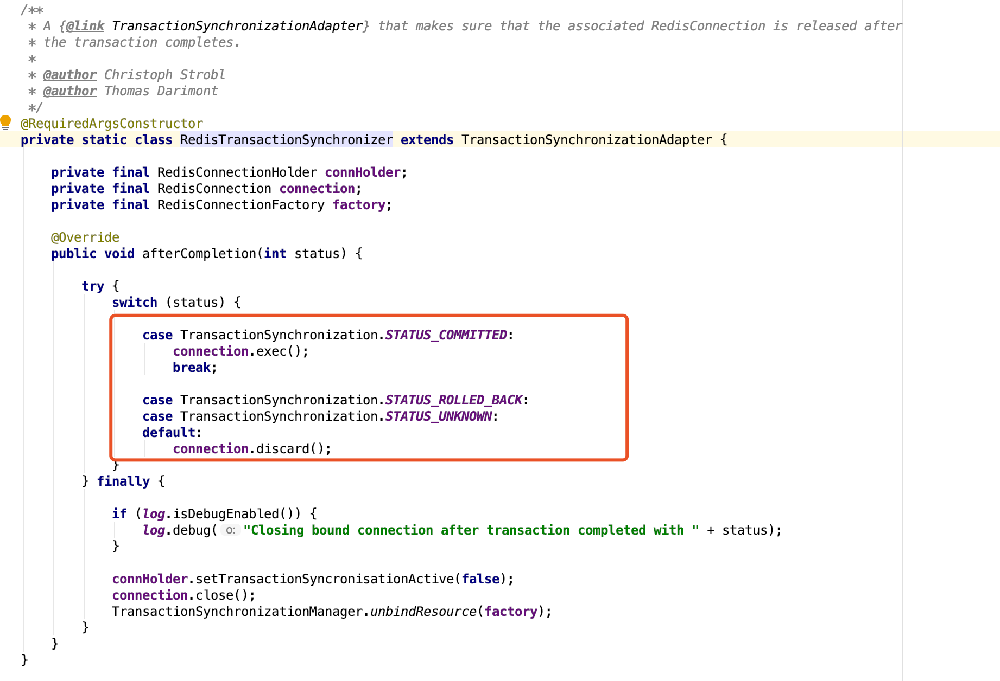 /**
 * A {@link TransactionSynchronizationAdapter} that makes sure that the associated RedisConnection is released after
 * the transaction completes.
 *
 * @author Christoph Strobl
 * @author Thomas Darimont
 */
@RequiredArgsConstructor
private static class RedisTransactionSynchronizer extends TransactionSynchronizationAdapter {
    private final RedisConnectionHolder connHolder;
    private final RedisConnection connection;
    private final RedisConnectionFactory factory;
    @Override
    public void afterCompletion(int status) {
        try {
            switch (status) {
                case TransactionSynchronization.STATUS_COMMITTED:
                    connection.exec();
                    break;
                case TransactionSynchronization.STATUS_ROLLED_BACK:
                case TransactionSynchronization.STATUS_UNKNOWN:
                default:
                    connection.discard();
            }
        } finally {
            if (log.isDebugEnabled()) {
                log.debug( o: "Closing bound connection after transaction completed with " + status);
            }
            connHolder.setTransactionSyncronisationActive(false);
            connection.close();
            TransactionSynchronizationManager.unbindResource(factory);
        }
    }
}